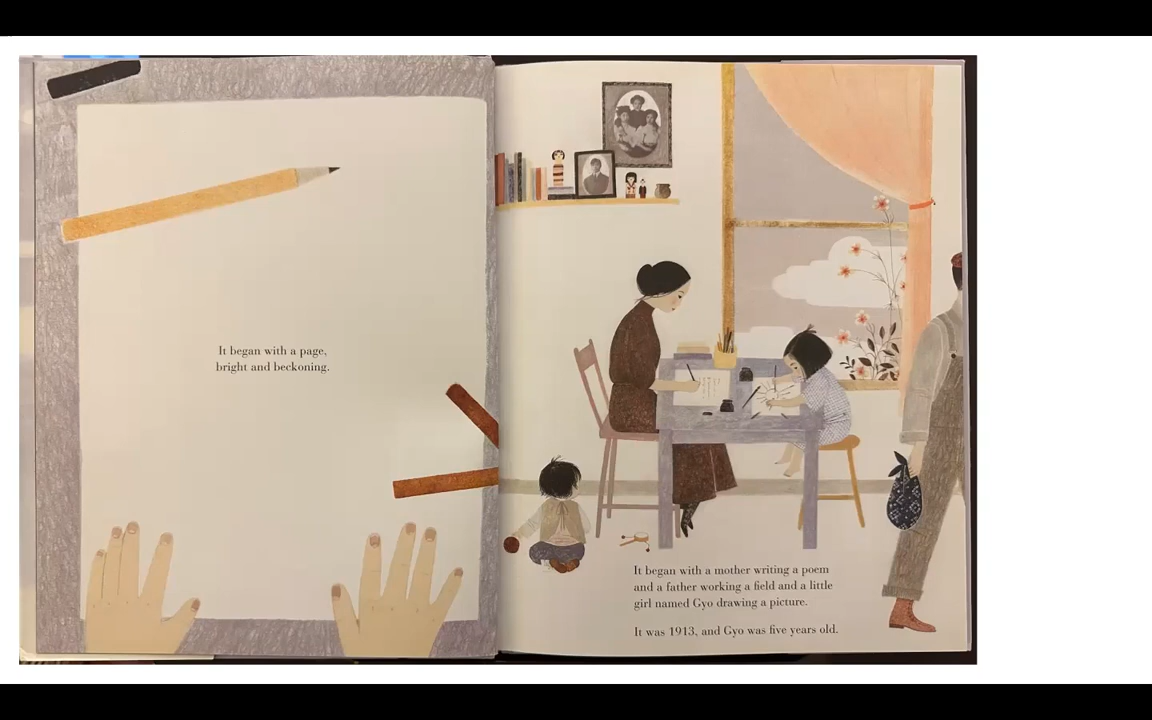 It began with a page,
bright and beckoning.
It began with a mother writing a poem
and a father working a field and a little
girl named Gyo drawing a picture.
It was 1913, and Gyo was five years old.